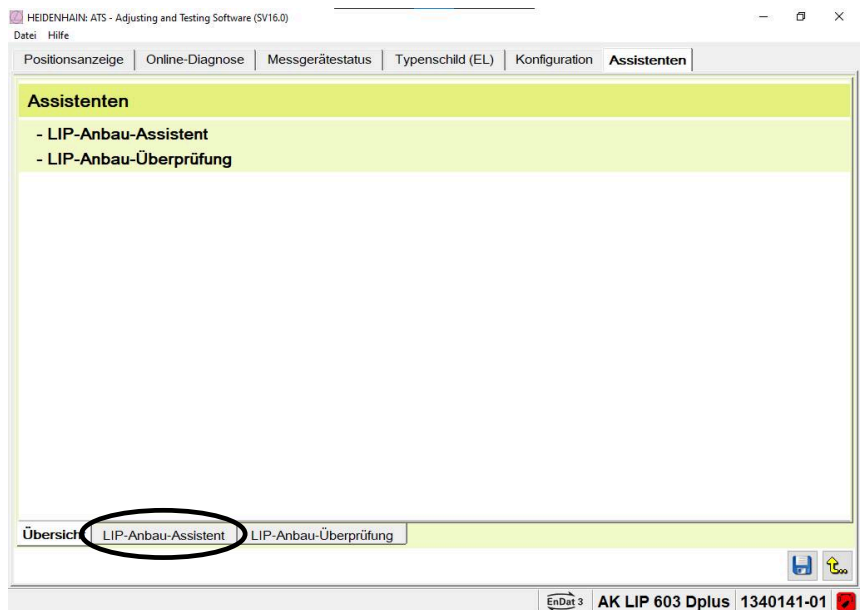 HEIDENHAIN: ATS - Adjusting and Testing Software (SV16.0)
Datei Hilfe
Positionsanzeige Online-Diagnose Messgerätestatus Typenschild (EL) Konfiguration Assistenten
Assistenten
- LIP-Anbau-Assistent
- LIP-Anbau-Überprüfung
Übersicht LIP-Anbau-Assistent LIP-Anbau-Überprüfung
EnDat 3 AK LIP 603 Dplus 1340141-01